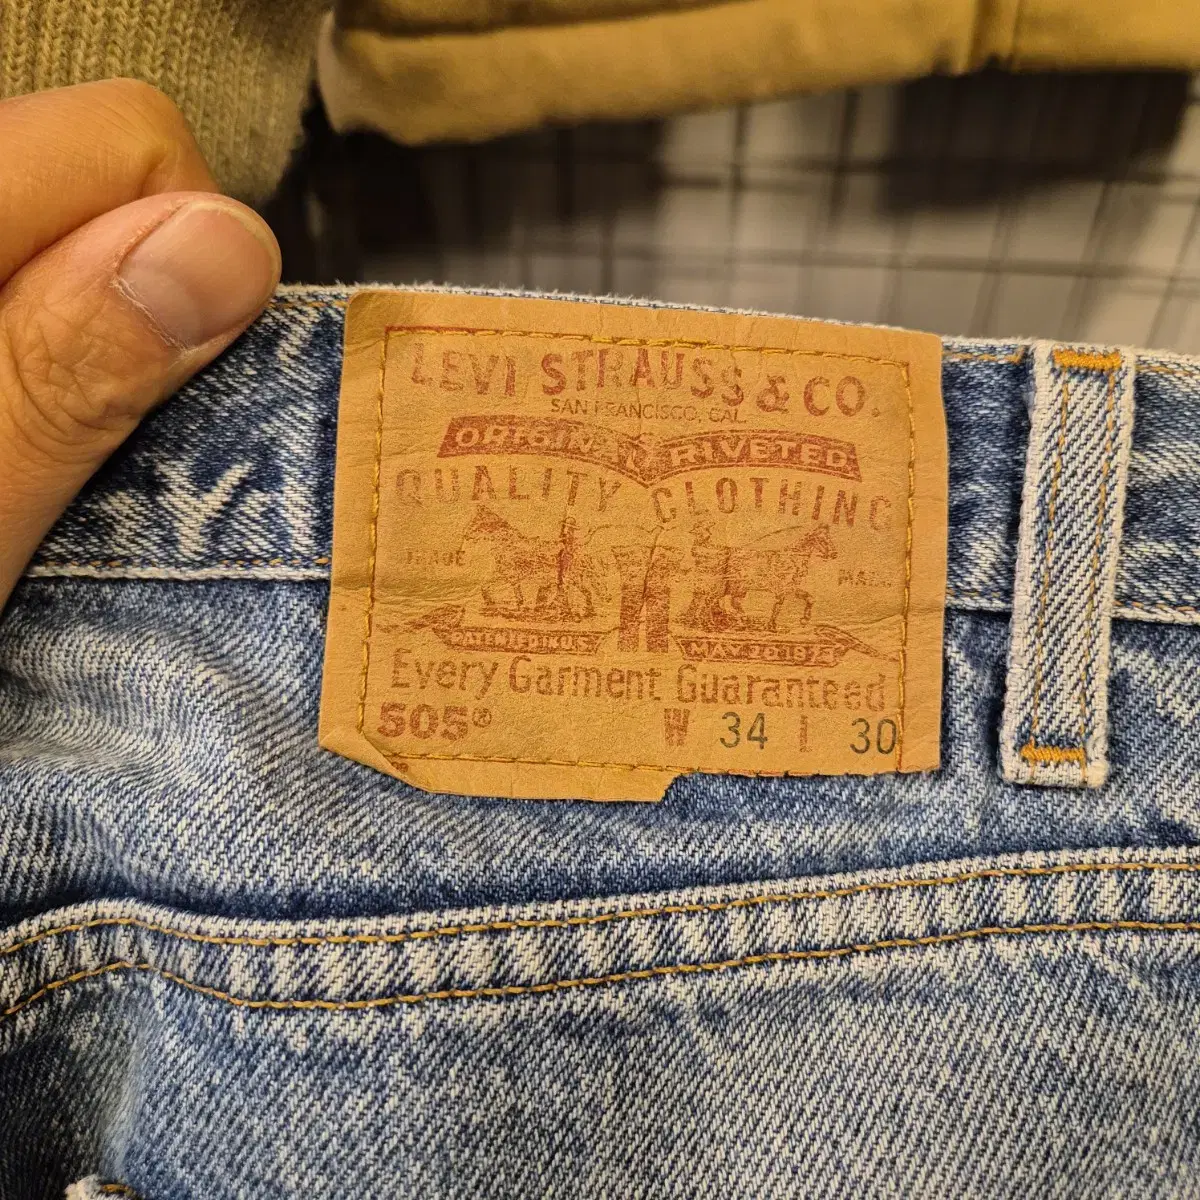 LEVI STRAUSS & CO.
SAN FRANCISCO, CAL.
ORIGINAL RIVETED
QUALITY CLOTHING
TRADE MARK
PATENTED IN U.S. MAY 20 1873
Every Garment Guaranteed
505® W 34 L 30